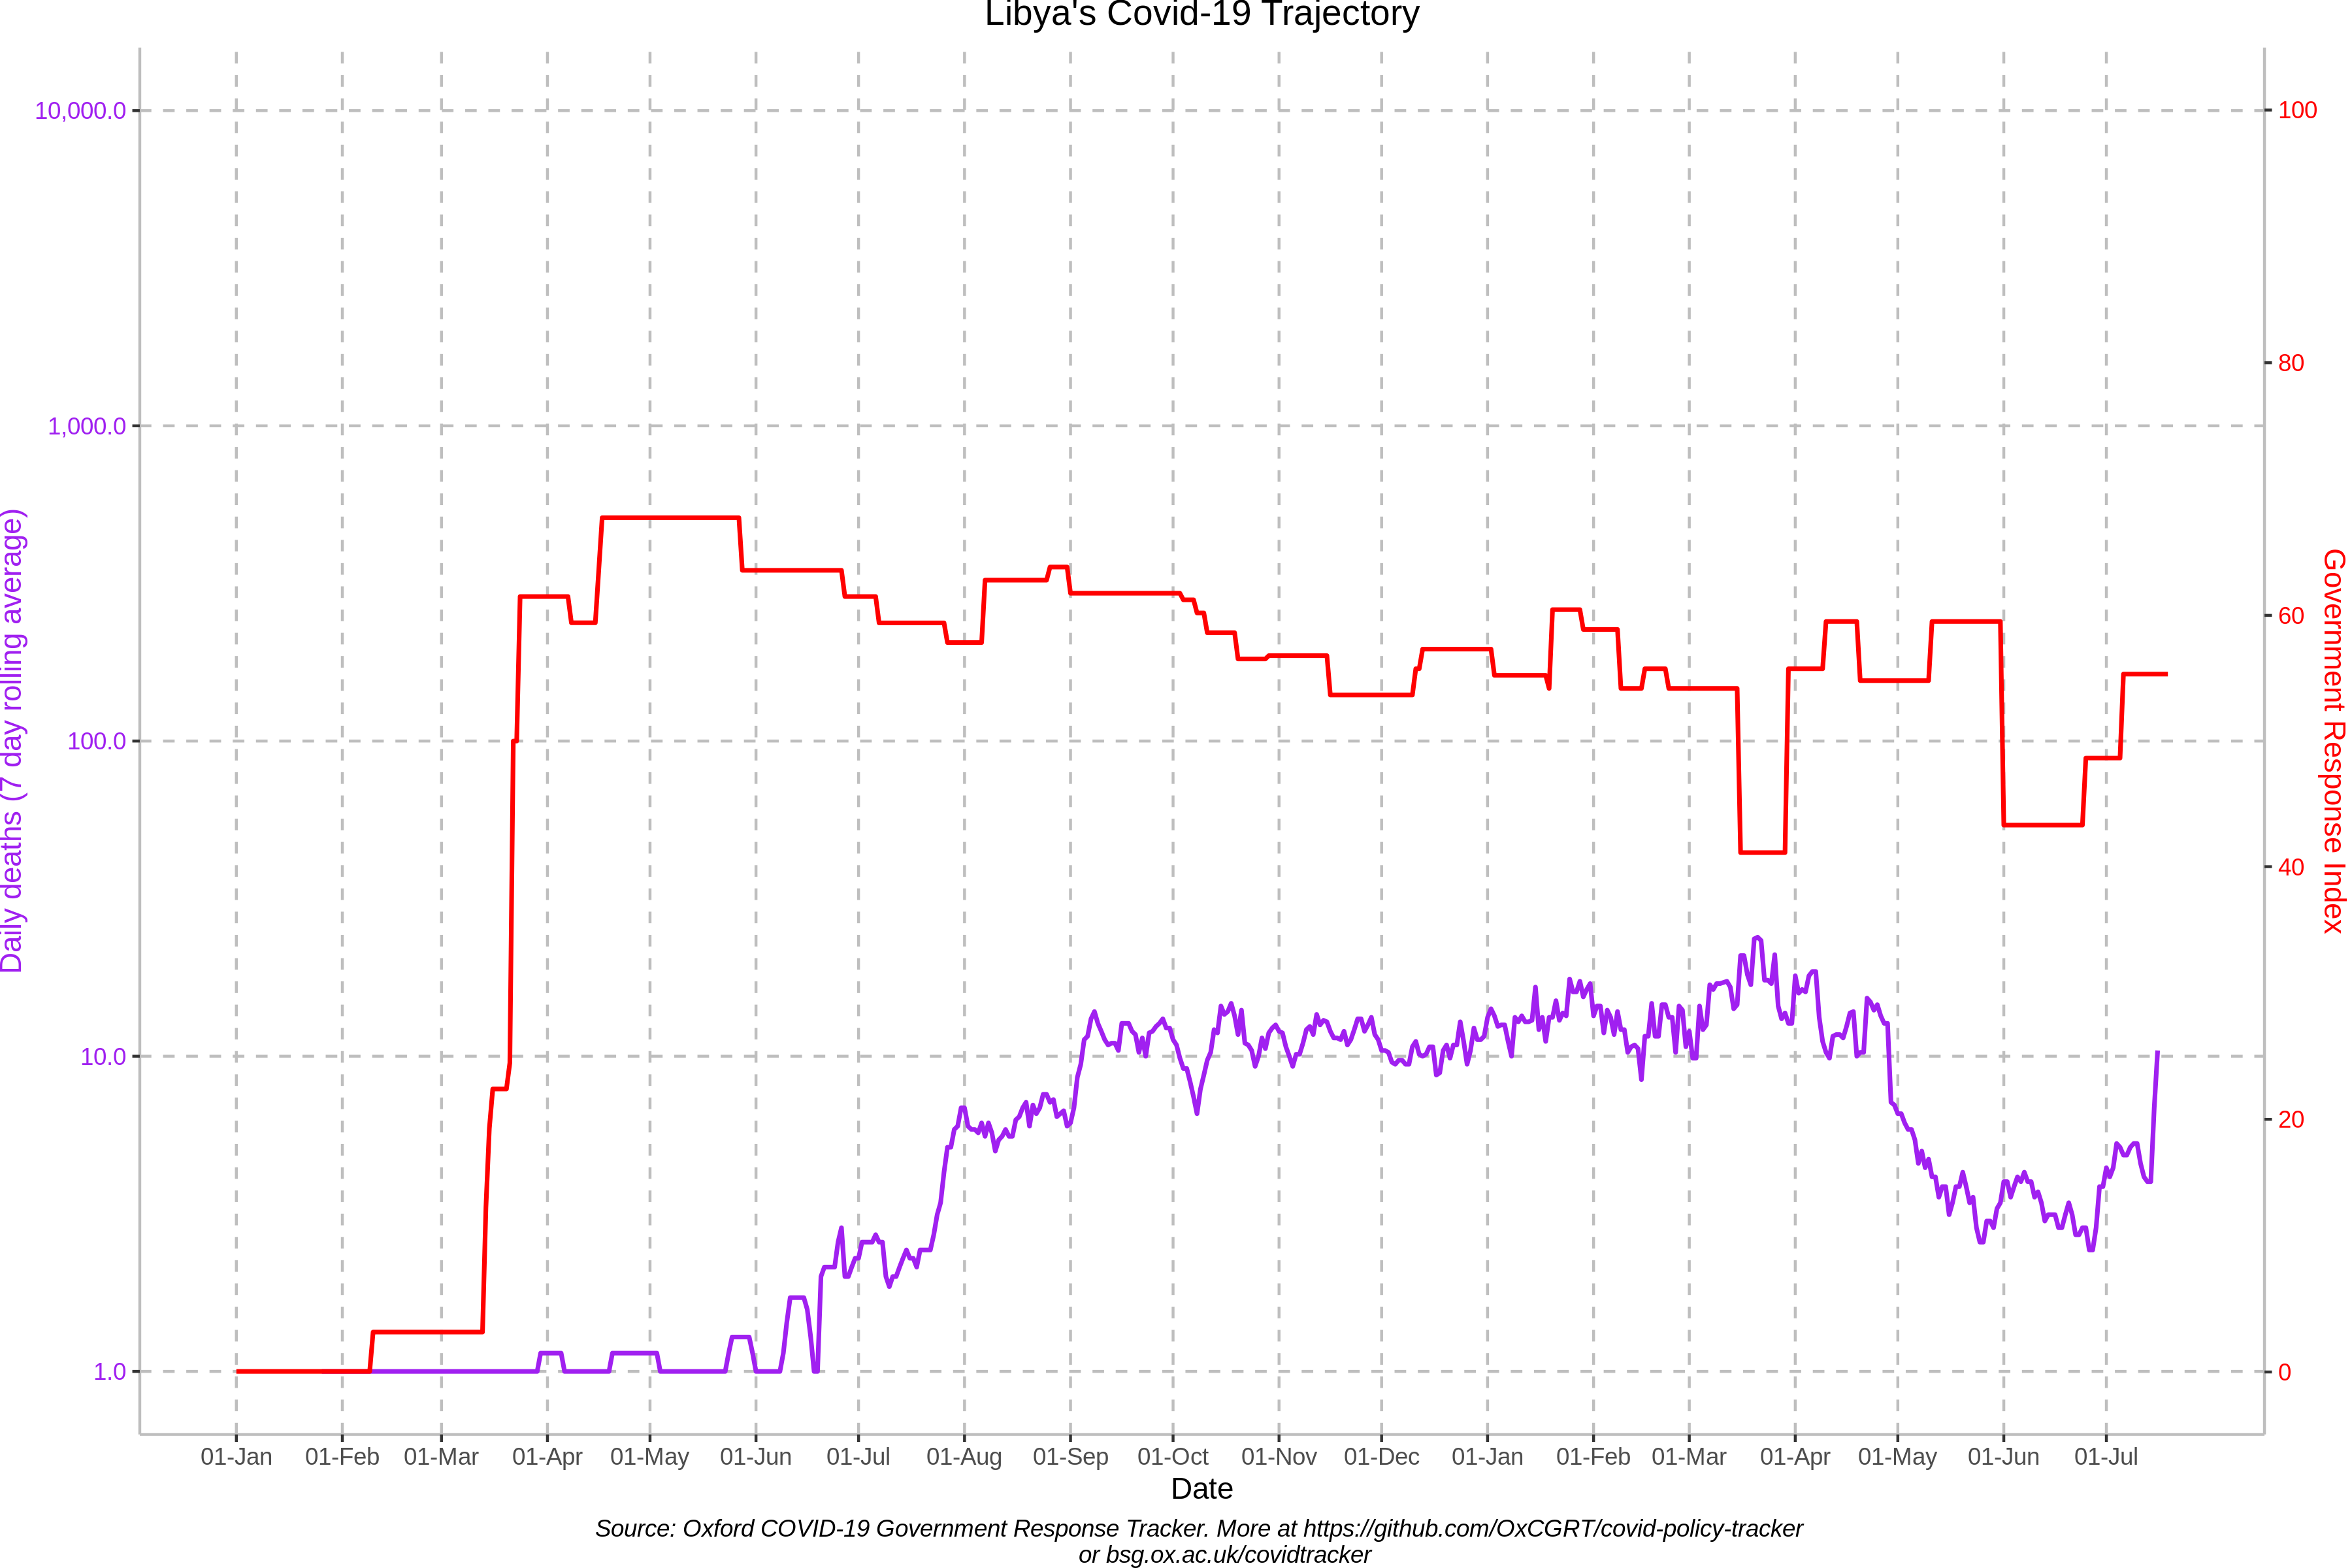 Libya's Covid-19 Trajectory
10,000.0
1,000.0
100.0
10.0
1.0
Daily deaths (7 day rolling average)
100
80
60
40
20
0
Government Response Index
01-Jan 01-Feb 01-Mar 01-Apr 01-May 01-Jun 01-Jul 01-Aug 01-Sep 01-Oct 01-Nov 01-Dec 01-Jan 01-Feb 01-Mar 01-Apr 01-May 01-Jun 01-Jul
Date
Source: Oxford COVID-19 Government Response Tracker. More at https://github.com/OxCGRT/covid-policy-tracker
or bsg.ox.ac.uk/covidtracker